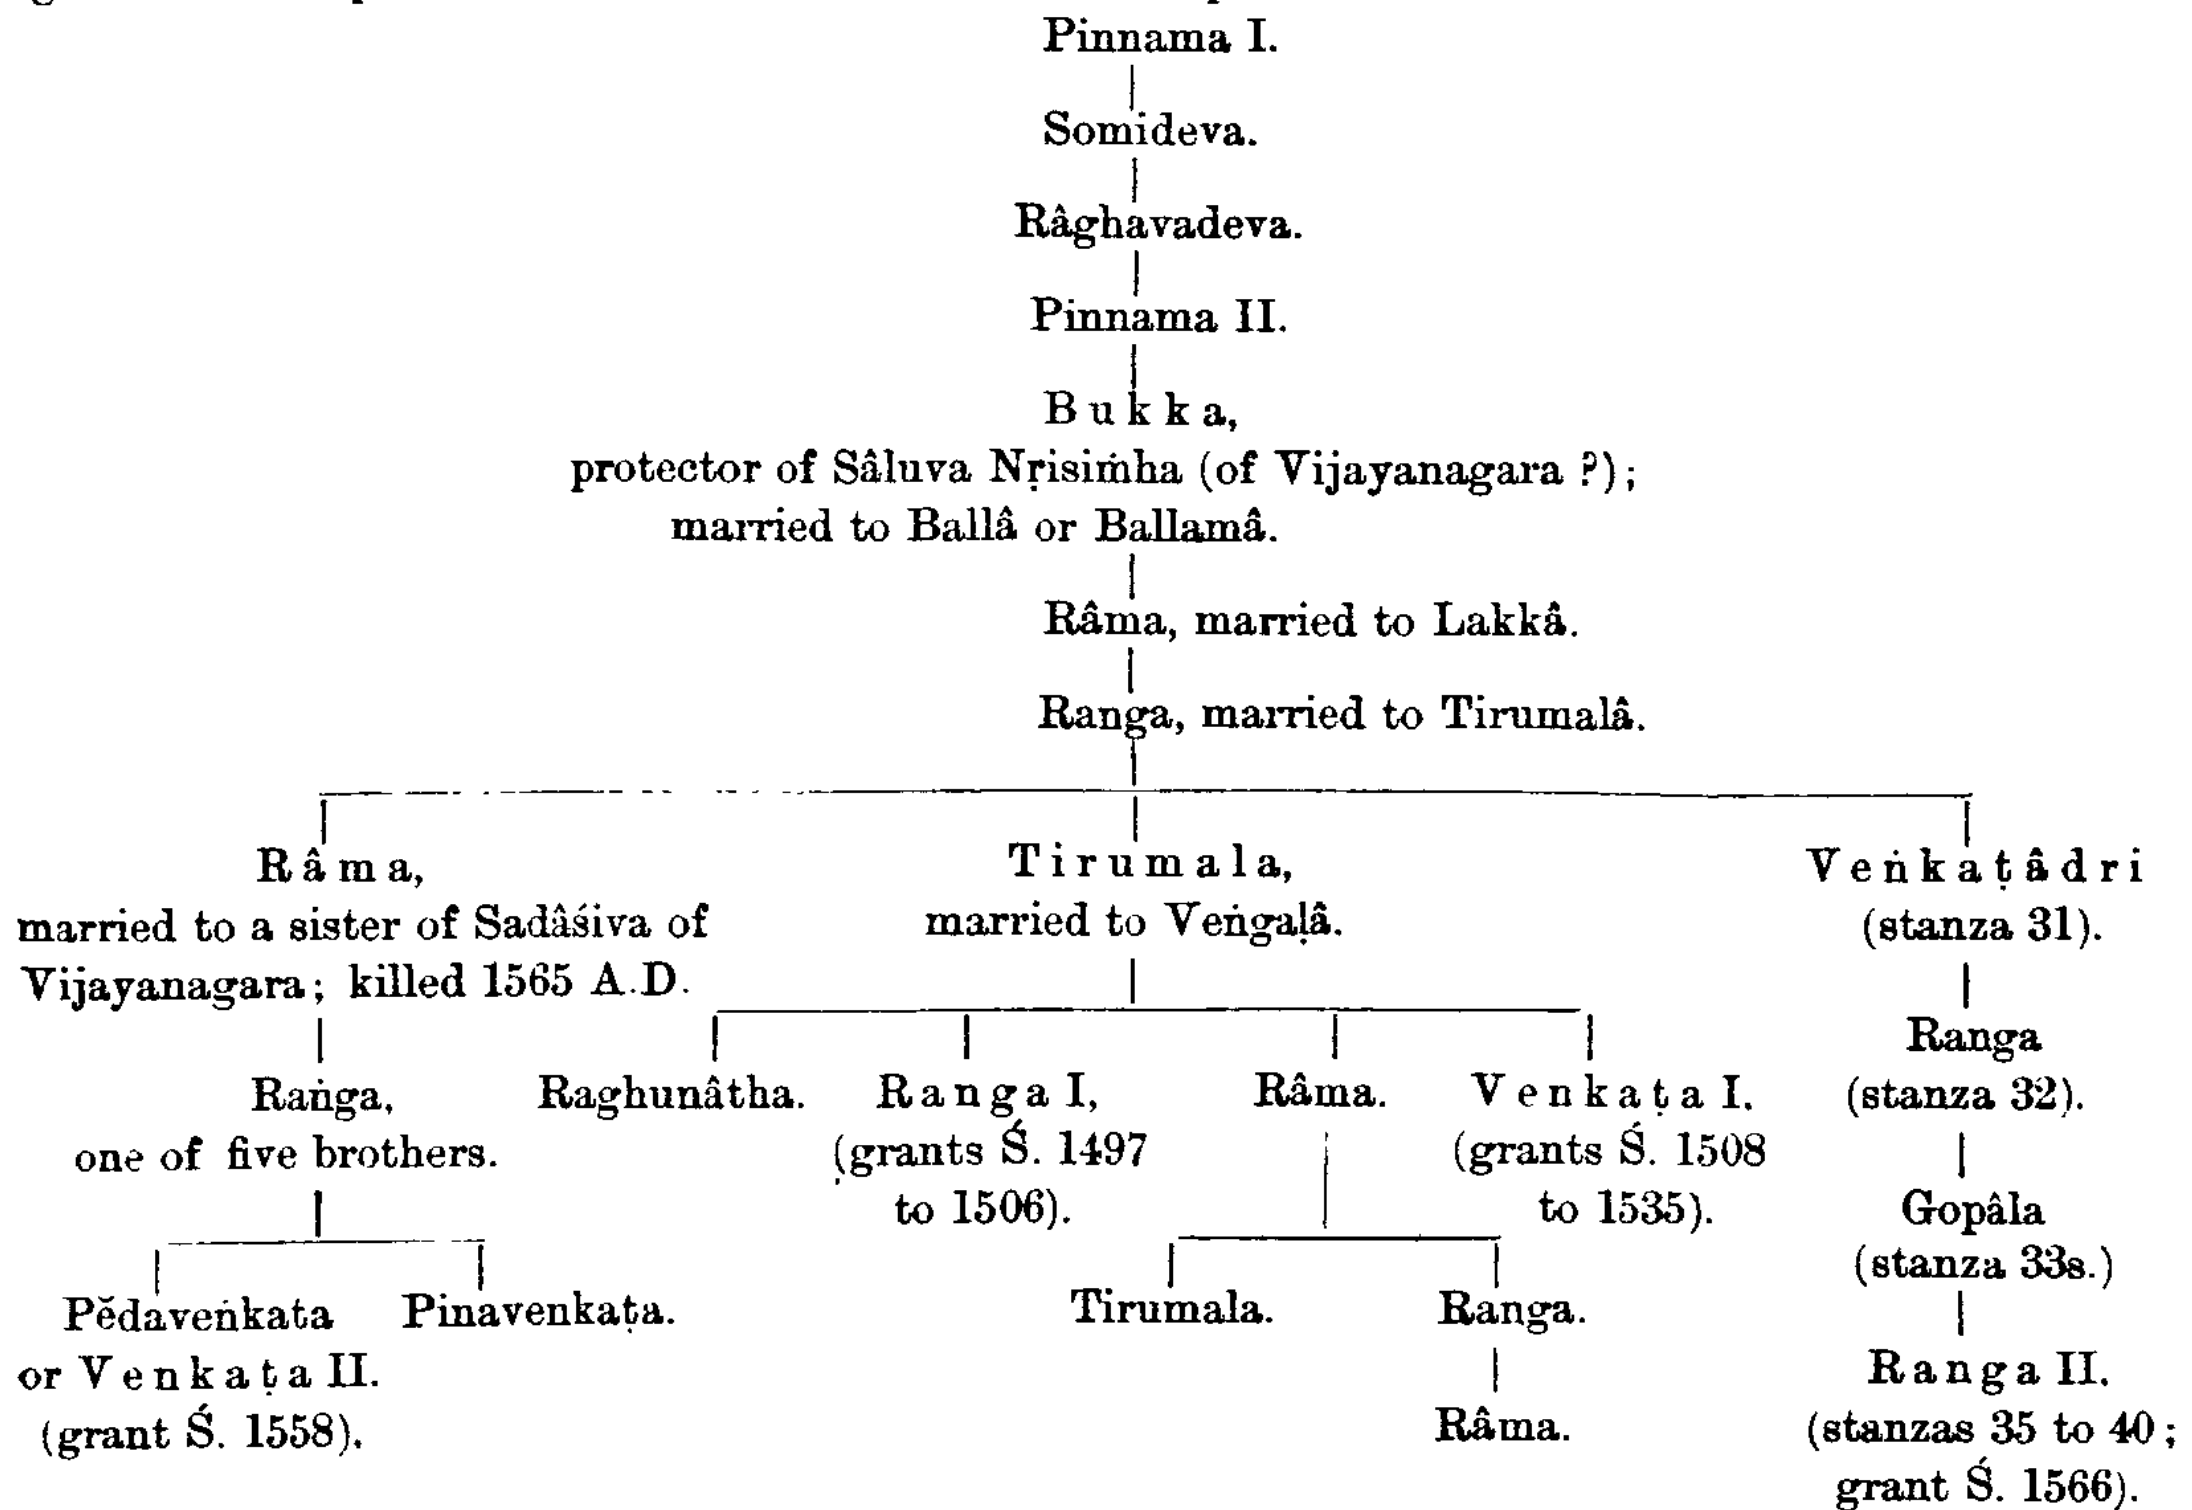 Pinnama I.
Somideva.
Râghavadeva.
Pinnama II.
Bukka,
protector of Sâluva Nṛisiṁha (of Vijayanagara ?);
married to Ballâ or Ballamâ.
Râma, married to Lakkâ.
Ranga, married to Tirumalâ.
Râma,
married to a sister of Sadâśiva of
Vijayanagara; killed 1565 A.D.
Tirumala,
married to Veṅgaḷâ.
Veṅkaṭâdri
(stanza 31).
Raṅga,
one of five brothers.
Raghunâtha.
Ranga I,
(grants Ś. 1497
to 1506).
Râma.
Venkaṭa I.
(grants Ś. 1508
to 1535).
Ranga
(stanza 32).
Gopâla
(stanza 33s.)
Pĕdaveṅkata
or Venkaṭa II.
(grant Ś. 1558).
Pinavenkaṭa.
Tirumala.
Ranga.
Râma.
Ranga II.
(stanzas 35 to 40;
grant Ś. 1566).